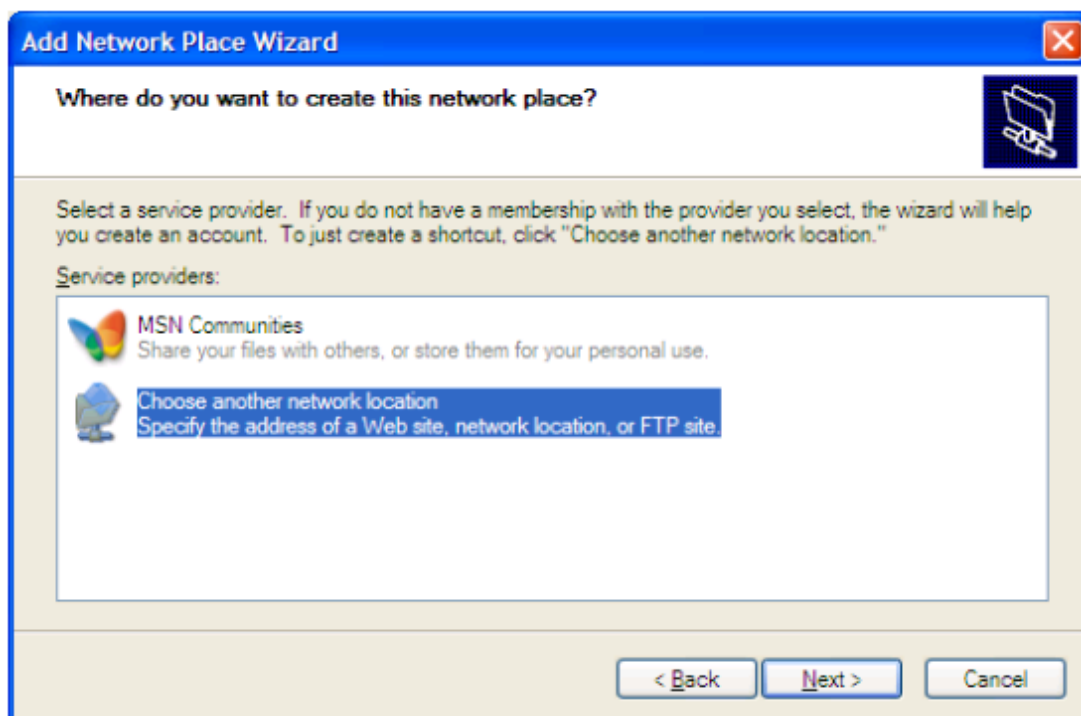 Add Network Place Wizard
Where do you want to create this network place?
Select a service provider. If you do not have a membership with the provider you select, the wizard will help
you create an account. To just create a shortcut, click "Choose another network location."
Service providers:
MSN Communities
Share your files with others, or store them for your personal use.
Choose another network location
Specify the address of a Web site, network location, or FTP site.
< Back Next > Cancel